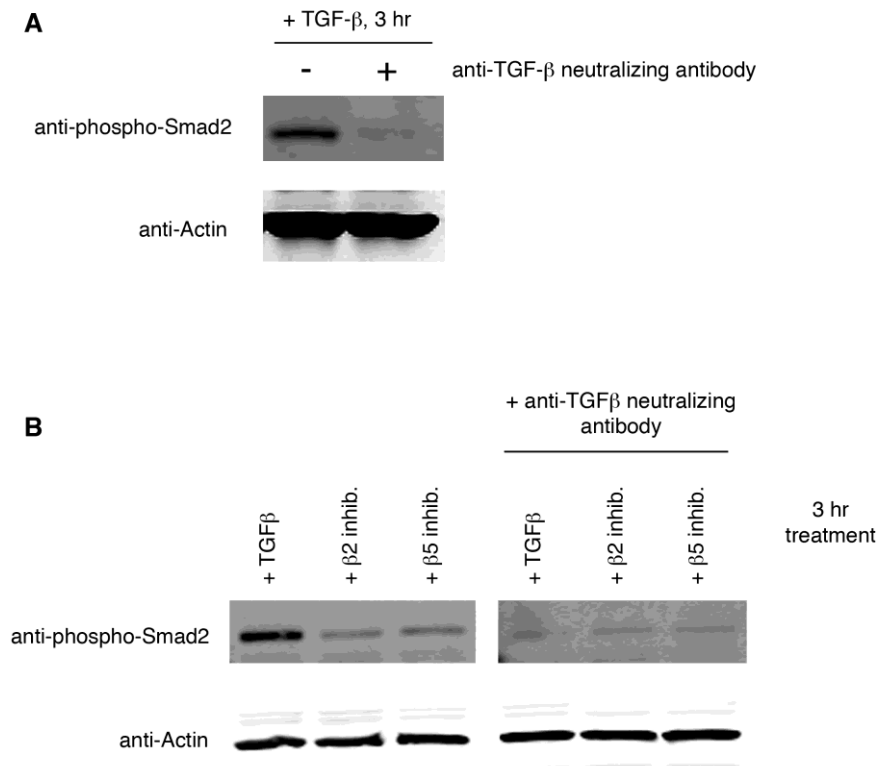 A
+ TGF-β, 3 hr
- +
anti-TGF-β neutralizing antibody
anti-phospho-Smad2
anti-Actin
B
+ anti-TGFβ neutralizing
antibody
+ TGFβ
+ β2 inhib.
+ β5 inhib.
+ TGFβ
+ β2 inhib.
+ β5 inhib.
3 hr
treatment
anti-phospho-Smad2
anti-Actin